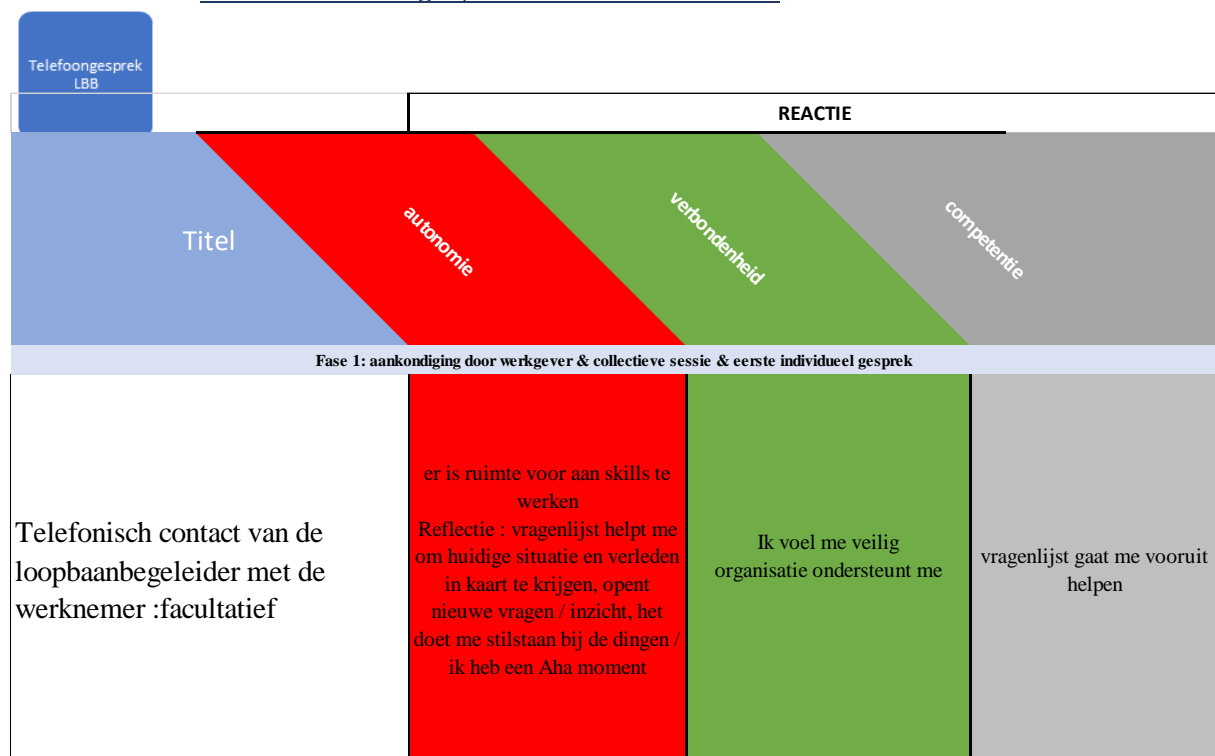 Telefoongesprek
LBB
REACTIE
Titel
autonomie
verbondenheid
competentie
Fase 1: aankondiging door werkgever & collectieve sessie & eerste individueel gesprek
Telefonisch contact van de
loopbaanbegeleider met de
werknemer :facultatief
er is ruimte voor aan skills te
werken
Reflectie : vragenlijst helpt me
om huidige situatie en verleden
in kaart te krijgen, opent
nieuwe vragen / inzicht, het
doet me stilstaan bij de dingen /
ik heb een Aha moment
Ik voel me veilig
organisatie ondersteunt me
vragenlijst gaat me vooruit
helpen